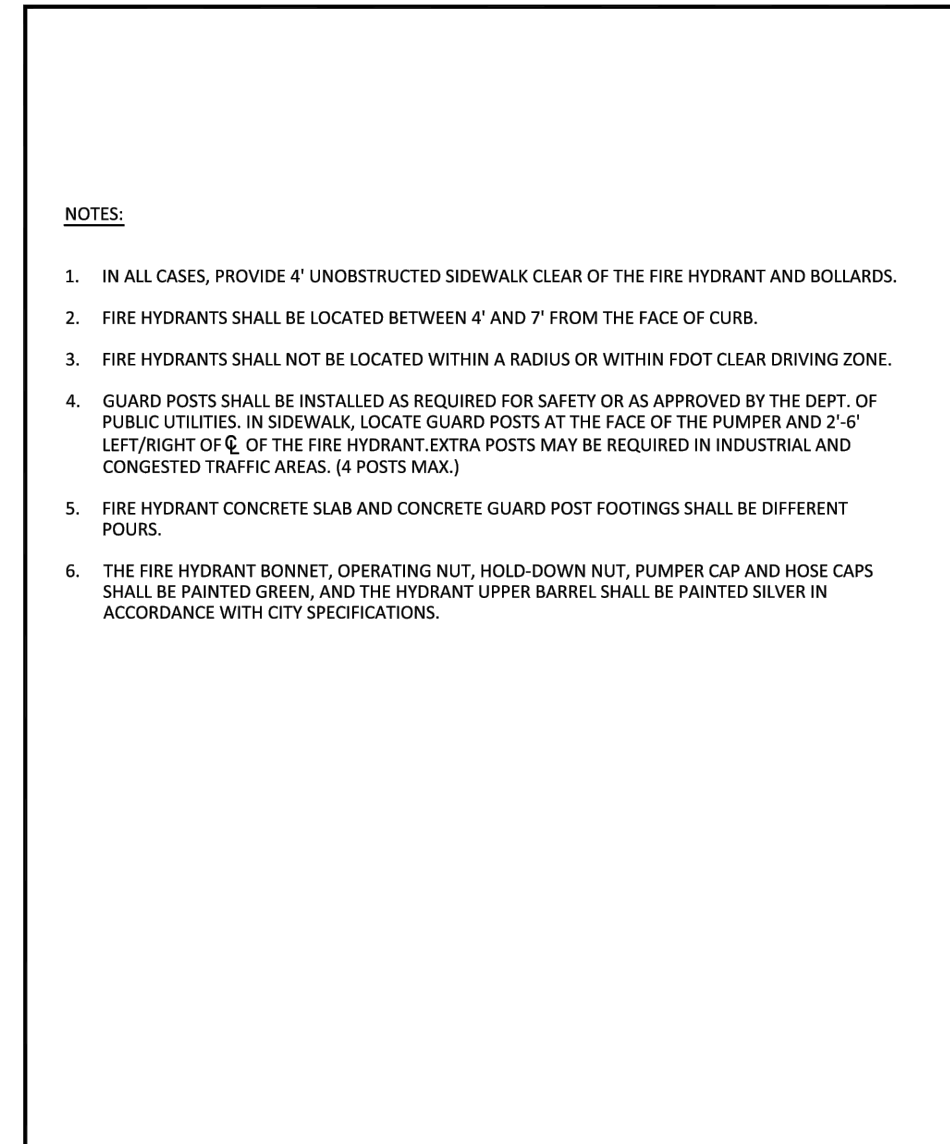 NOTES:
1. IN ALL CASES, PROVIDE 4' UNOBSTRUCTED SIDEWALK CLEAR OF THE FIRE HYDRANT AND BOLLARDS.
2. FIRE HYDRANTS SHALL BE LOCATED BETWEEN 4' AND 7' FROM THE FACE OF CURB.
3. FIRE HYDRANTS SHALL NOT BE LOCATED WITHIN A RADIUS OR WITHIN FDOT CLEAR DRIVING ZONE.
4. GUARD POSTS SHALL BE INSTALLED AS REQUIRED FOR SAFETY OR AS APPROVED BY THE DEPT. OF
PUBLIC UTILITIES. IN SIDEWALK, LOCATE GUARD POSTS AT THE FACE OF THE PUMPER AND 2'-6'
LEFT/RIGHT OF ℄ OF THE FIRE HYDRANT.EXTRA POSTS MAY BE REQUIRED IN INDUSTRIAL AND
CONGESTED TRAFFIC AREAS. (4 POSTS MAX.)
5. FIRE HYDRANT CONCRETE SLAB AND CONCRETE GUARD POST FOOTINGS SHALL BE DIFFERENT
POURS.
6. THE FIRE HYDRANT BONNET, OPERATING NUT, HOLD-DOWN NUT, PUMPER CAP AND HOSE CAPS
SHALL BE PAINTED GREEN, AND THE HYDRANT UPPER BARREL SHALL BE PAINTED SILVER IN
ACCORDANCE WITH CITY SPECIFICATIONS.